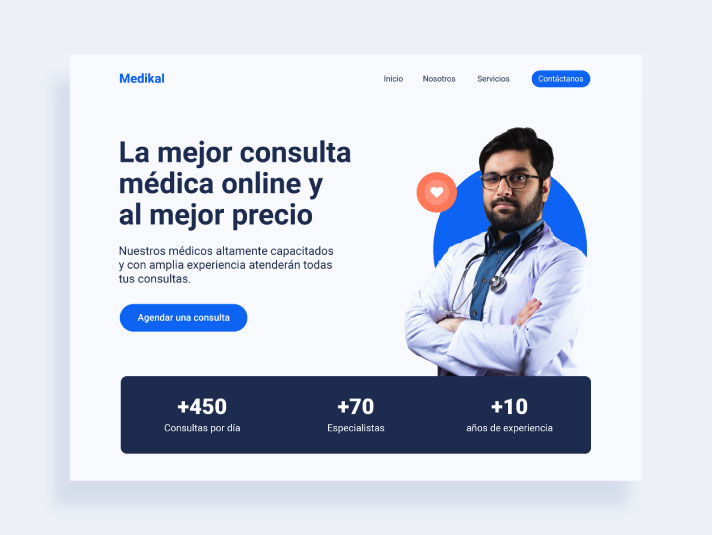 Medikal
Inicio Nosotros Servicios Contáctanos
La mejor consulta
médica online y
al mejor precio
Nuestros médicos altamente capacitados
y con amplia experiencia atenderán todas
tus consultas.
Agendar una consulta
+450 +70 +10
Consultas por día Especialistas años de experiencia